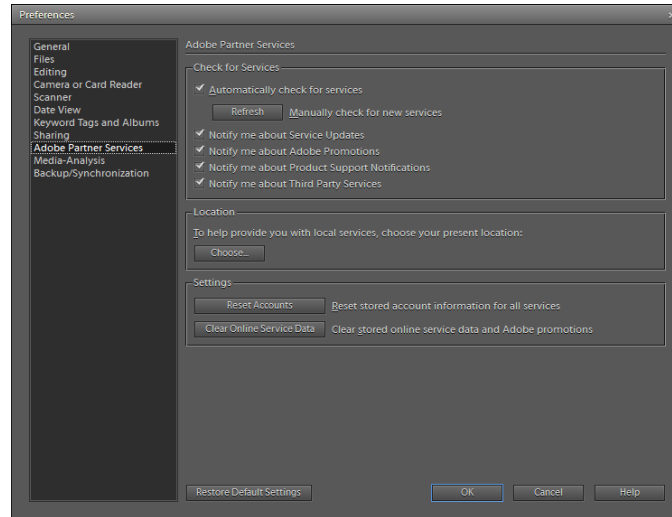 Preferences
General
Files
Editing
Camera or Card Reader
Scanner
Date View
Keyword Tags and Albums
Sharing
Adobe Partner Services
Media-Analysis
Backup/Synchronization
Adobe Partner Services
Check for Services
Automatically check for services
Refresh Manually check for new services
Notify me about Service Updates
Notify me about Adobe Promotions
Notify me about Product Support Notifications
Notify me about Third Party Services
Location
To help provide you with local services, choose your present location:
Choose...
Settings
Reset Accounts Reset stored account information for all services
Clear Online Service Data Clear stored online service data and Adobe promotions
Restore Default Settings OK Cancel Help